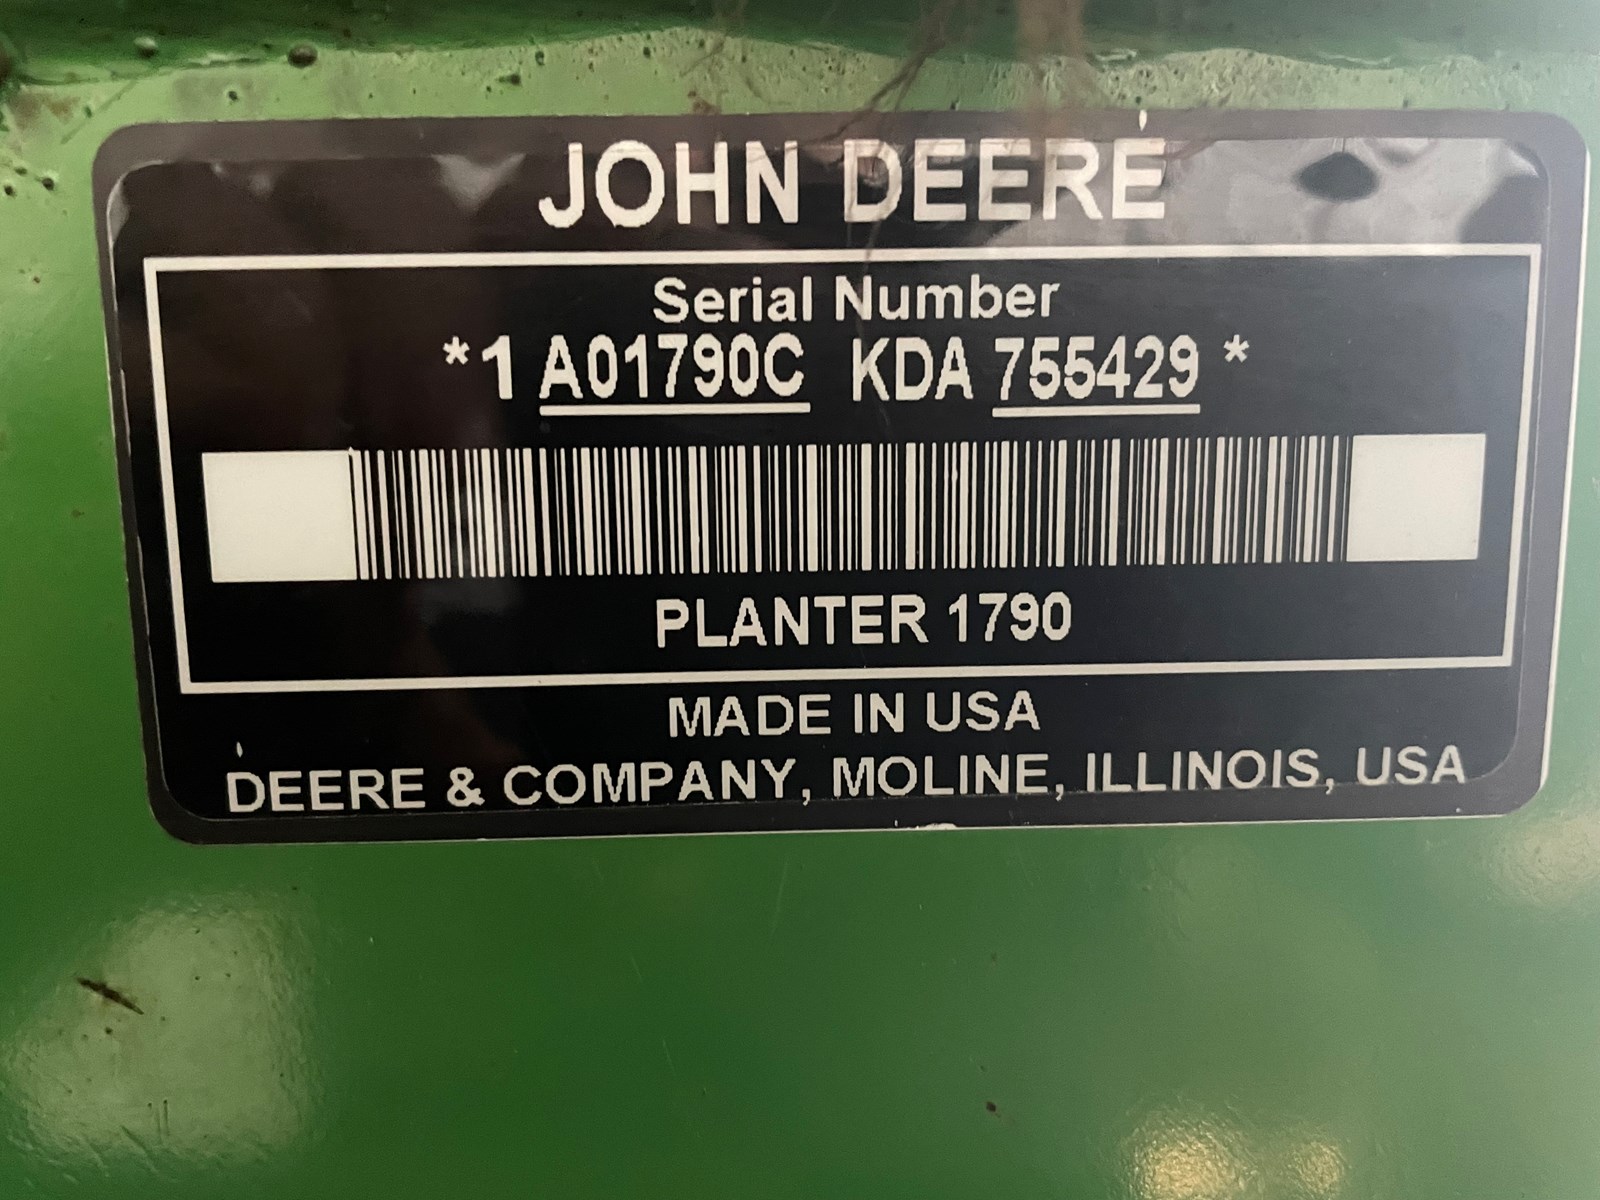 JOHN DEERE
Serial Number
*1 A01790C KDA 755429 *
PLANTER 1790
MADE IN USA
DEERE & COMPANY, MOLINE, ILLINOIS, USA